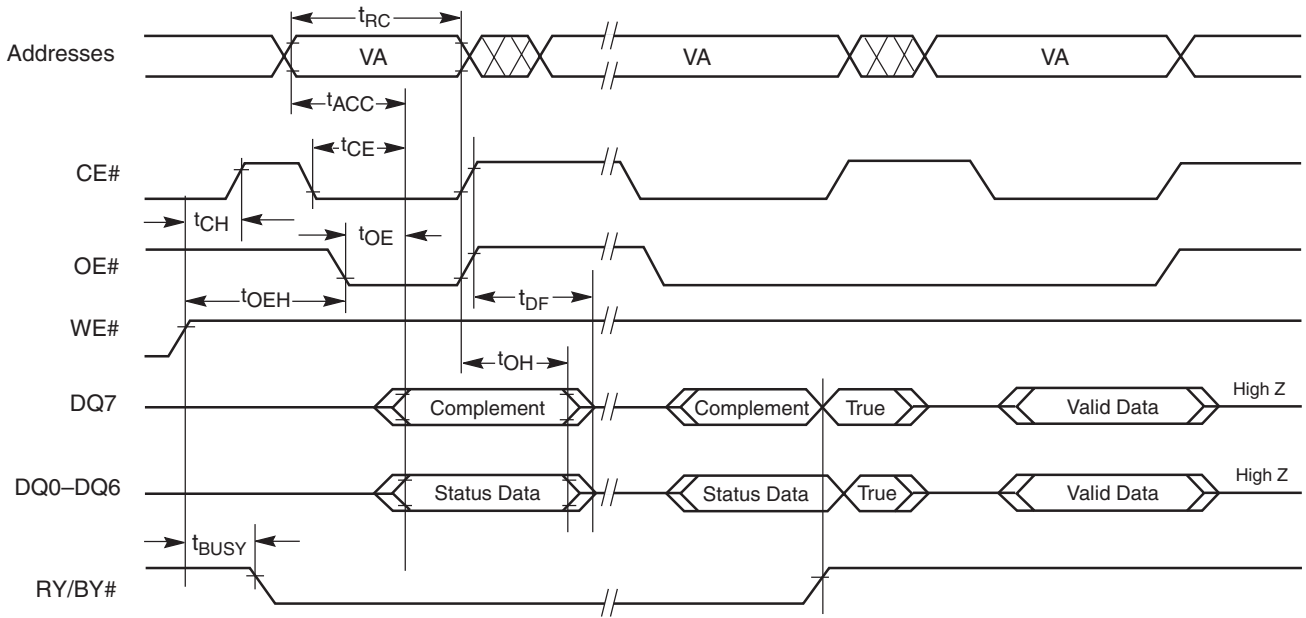 tRC
Addresses VA VA VA
tACC
tCE
CE#
tCH
tOE
OE#
tOEH
tDF
WE#
tOH
DQ7 Complement Complement True Valid Data High Z
DQ0–DQ6 Status Data Status Data True Valid Data High Z
tBUSY
RY/BY#